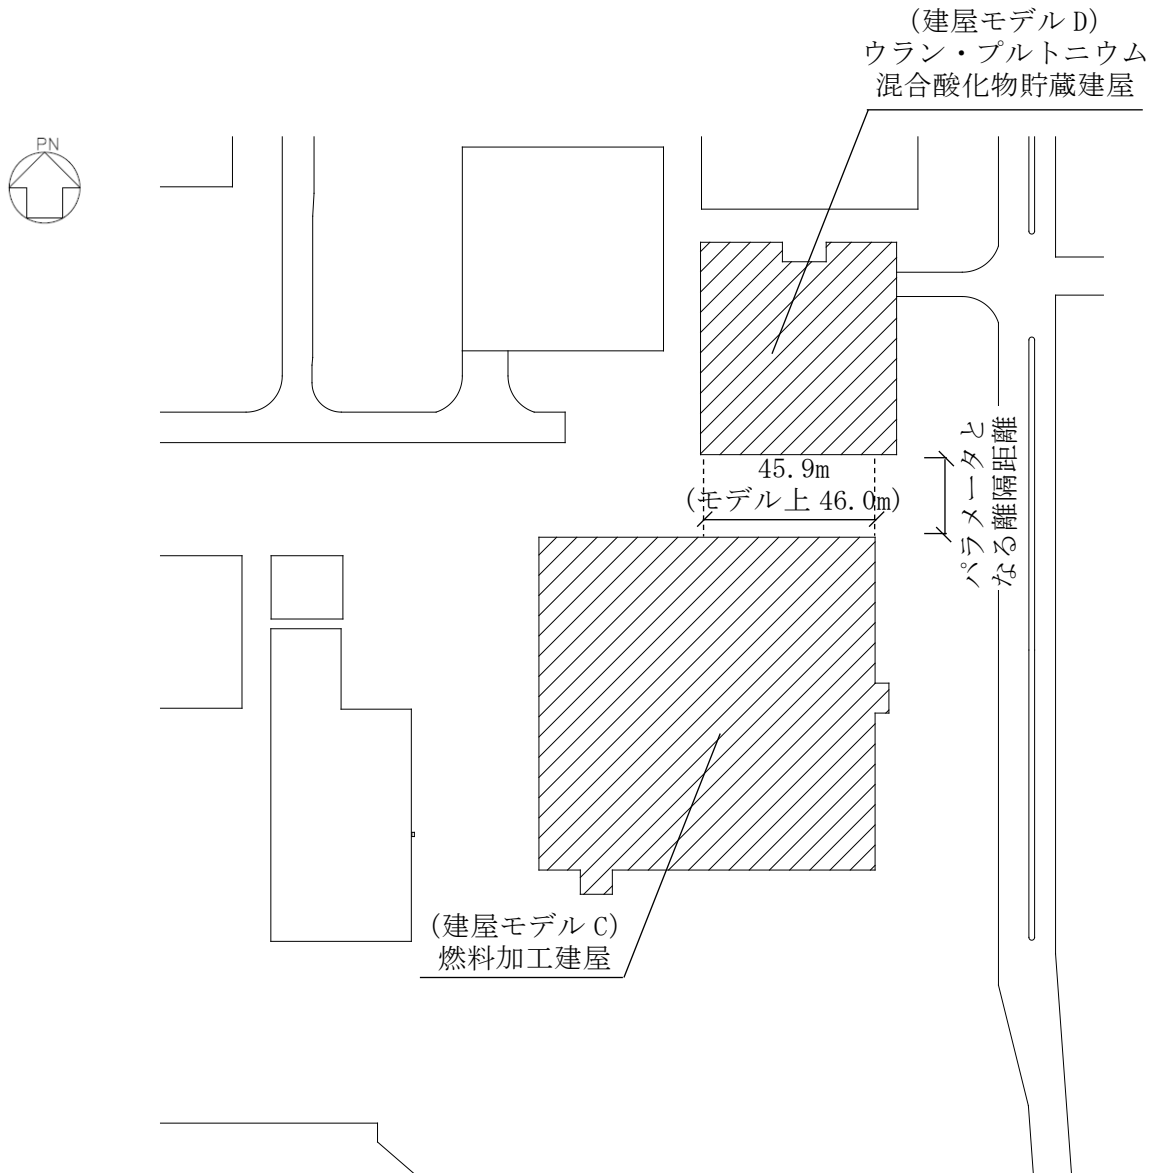 (建屋モデル D)
ウラン・プルトニウム
混合酸化物貯蔵建屋
PN
45.9m
(モデル上 46.0m)
パラメータと
なる離隔距離
(建屋モデル C)
燃料加工建屋